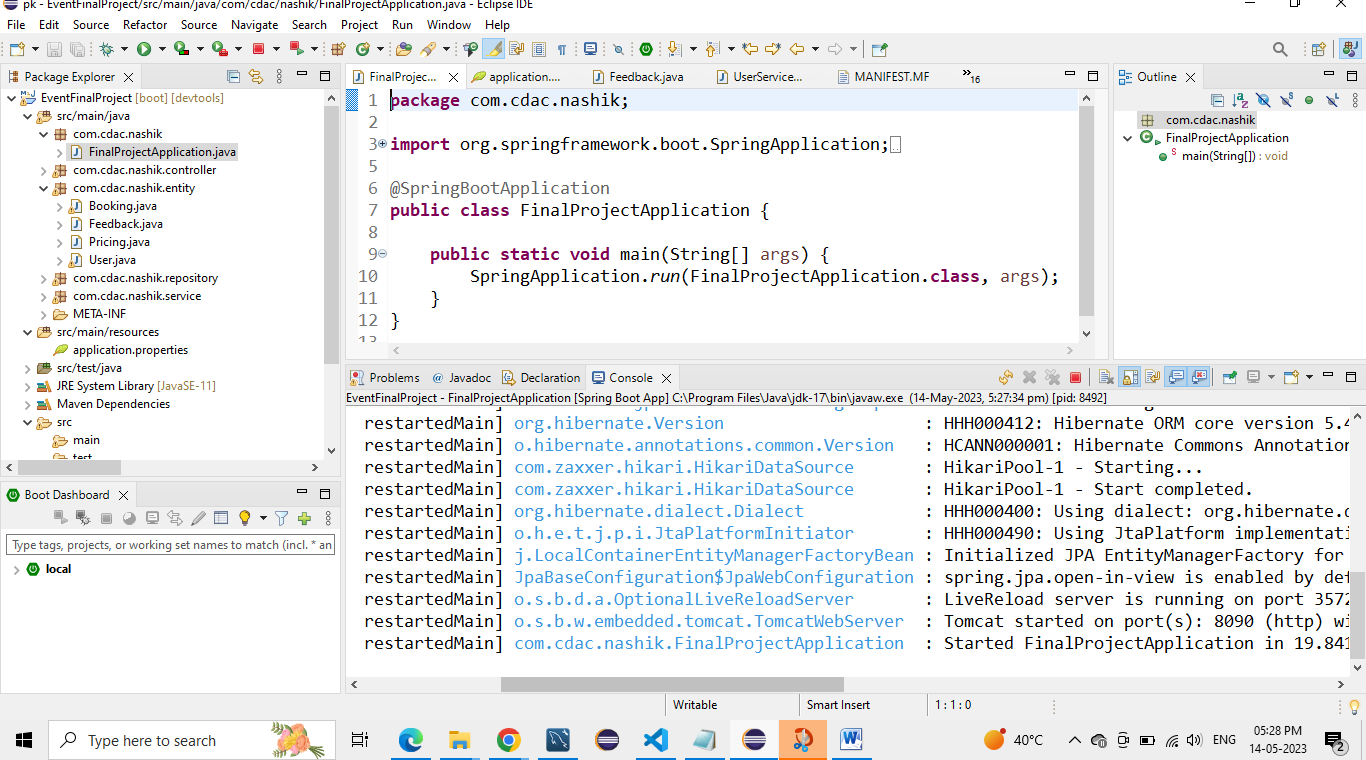 pk - EventFinalProject/src/main/java/com/cdac/nashik/FinalProjectApplication.java - Eclipse IDE
File Edit Source Refactor Source Navigate Search Project Run Window Help
Package Explorer
EventFinalProject [boot] [devtools]
src/main/java
com.cdac.nashik
FinalProjectApplication.java
com.cdac.nashik.controller
com.cdac.nashik.entity
Booking.java
Feedback.java
Pricing.java
User.java
com.cdac.nashik.repository
com.cdac.nashik.service
META-INF
src/main/resources
application.properties
src/test/java
JRE System Library [JavaSE-11]
Maven Dependencies
src
main
test
Boot Dashboard
Type tags, projects, or working set names to match (incl. * an
local
FinalProjec... application.... Feedback.java UserService... MANIFEST.MF 16
1 package com.cdac.nashik;
2
3 import org.springframework.boot.SpringApplication;
5
6 @SpringBootApplication
7 public class FinalProjectApplication {
8
9 public static void main(String[] args) {
10 SpringApplication.run(FinalProjectApplication.class, args);
11 }
12 }
13
Outline
com.cdac.nashik
FinalProjectApplication
S main(String[]) : void
Problems @ Javadoc Declaration Console
EventFinalProject - FinalProjectApplication [Spring Boot App] C:\Program Files\Java\jdk-17\bin\javaw.exe (14-May-2023, 5:27:34 pm) [pid: 8492]
restartedMain] org.hibernate.Version : HHH000412: Hibernate ORM core version 5.4
restartedMain] o.hibernate.annotations.common.Version : HCANN000001: Hibernate Commons Annotation
restartedMain] com.zaxxer.hikari.HikariDataSource : HikariPool-1 - Starting...
restartedMain] com.zaxxer.hikari.HikariDataSource : HikariPool-1 - Start completed.
restartedMain] org.hibernate.dialect.Dialect : HHH000400: Using dialect: org.hibernate.d
restartedMain] o.h.e.t.j.p.i.JtaPlatformInitiator : HHH000490: Using JtaPlatform implementati
restartedMain] j.LocalContainerEntityManagerFactoryBean : Initialized JPA EntityManagerFactory for
restartedMain] JpaBaseConfiguration$JpaWebConfiguration : spring.jpa.open-in-view is enabled by def
restartedMain] o.s.b.d.a.OptionalLiveReloadServer : LiveReload server is running on port 3572
restartedMain] o.s.b.w.embedded.tomcat.TomcatWebServer : Tomcat started on port(s): 8090 (http) wi
restartedMain] com.cdac.nashik.FinalProjectApplication : Started FinalProjectApplication in 19.841
Writable Smart Insert 1 : 1 : 0
Type here to search
40°C
ENG
05:28 PM
14-05-2023
2